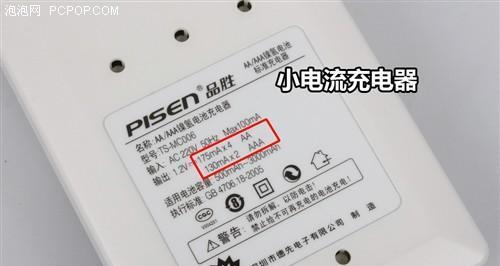 泡泡网 PCPOP.COM
小电流充电器
PISEN 品胜
AA/AAA镍氢电池
标准充电器
名称: AA/AAA镍氢电池充电器
型号: TS-MC006
输入: AC 220V 50Hz Max100mA
输出: 1.2V⎓175mA×4 AA
130mA×2 AAA
适用电池容量: 500mAh~3000mAh
执行标准: GB 4706.18-2005
CQC
警告:
请勿拆解,以防电击!
禁止给不可再充电的电池充电!
深圳市德先电子有限公司 制造